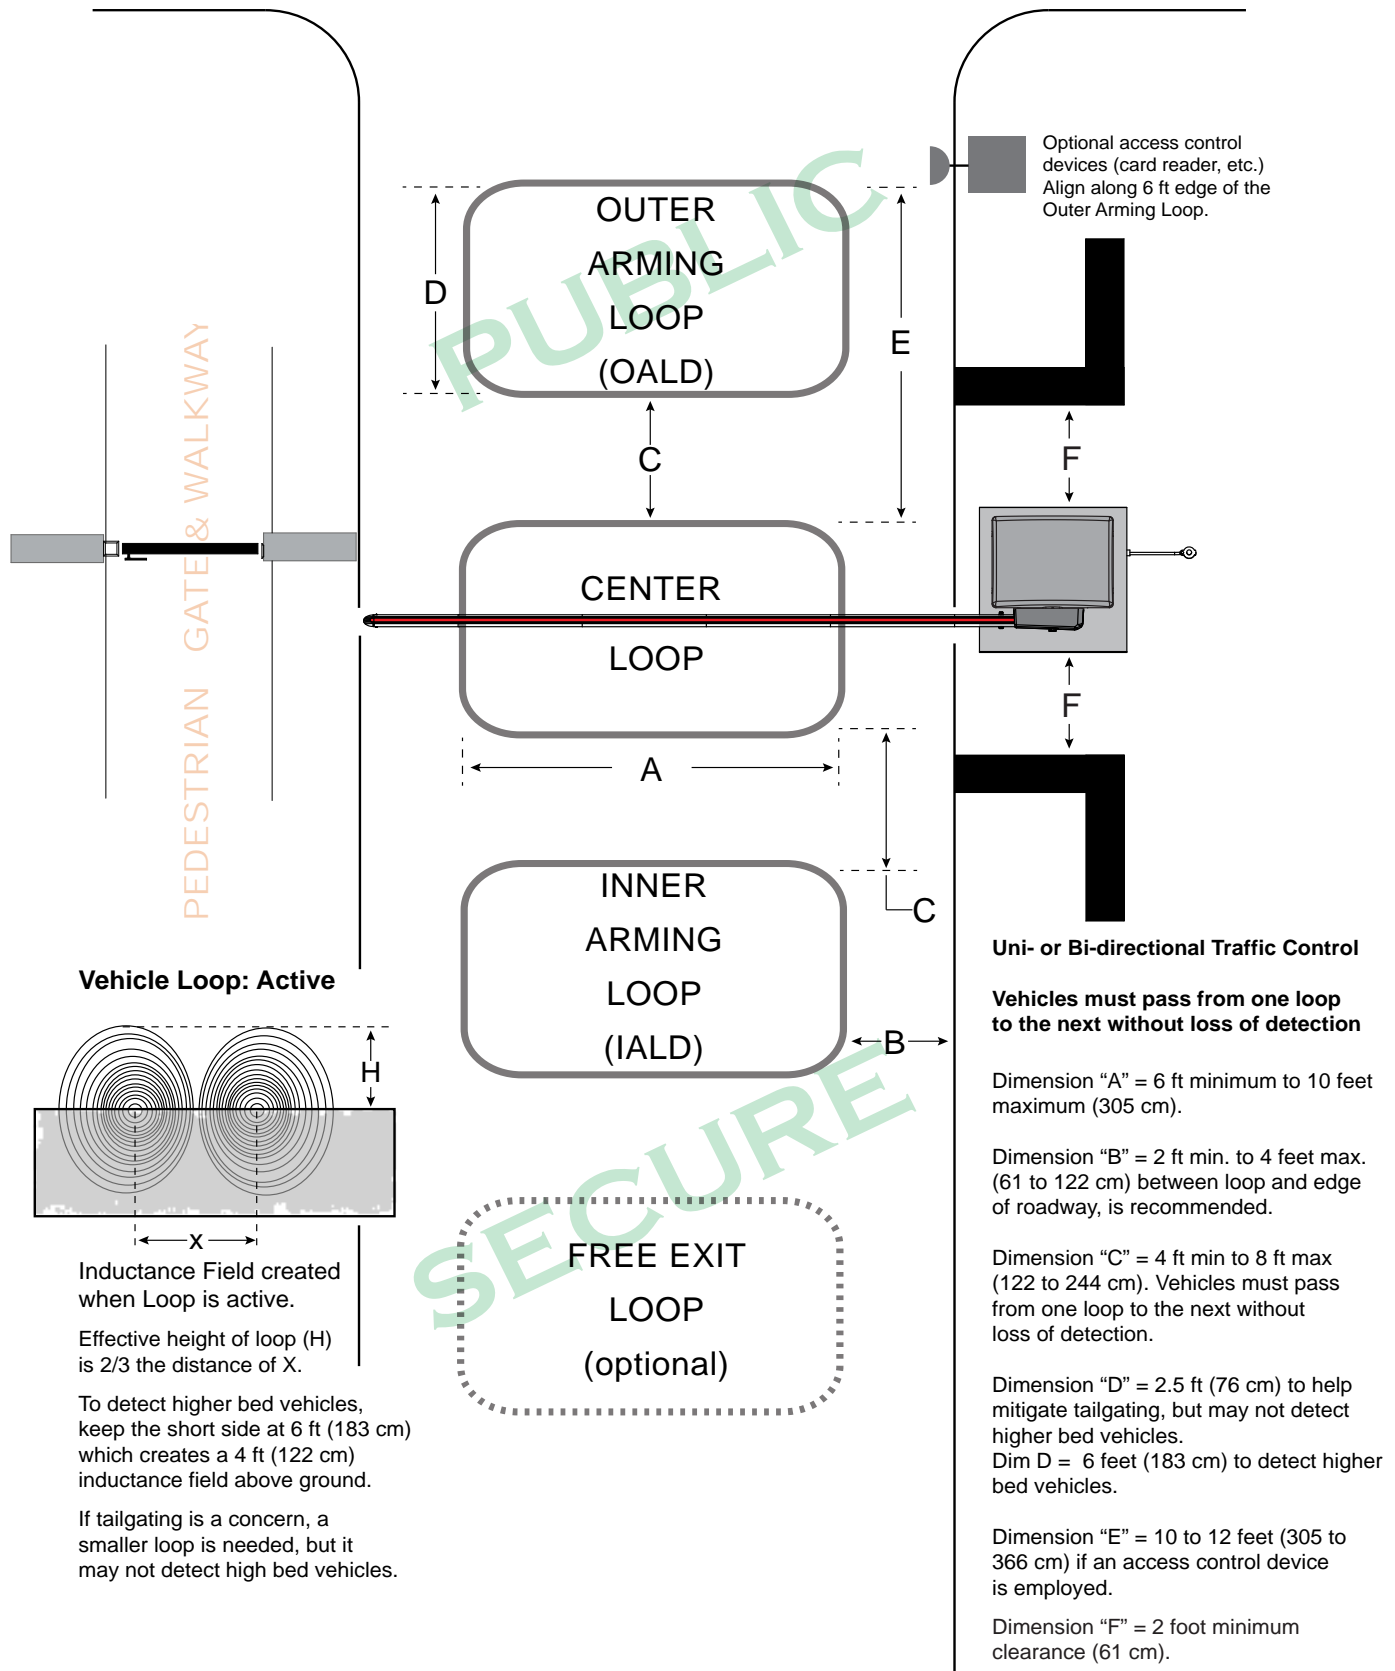 Optional access control
devices (card reader, etc.)
Align along 6 ft edge of the
Outer Arming Loop.
PUBLIC
OUTER
ARMING
LOOP
(OALD)
D
E
C
F
PEDESTRIAN GATE & WALKWAY
CENTER
LOOP
F
A
INNER
ARMING
LOOP
(IALD)
C
B
SECURE
FREE EXIT
LOOP
(optional)
Vehicle Loop: Active
H
x
Inductance Field created
when Loop is active.
Effective height of loop (H)
is 2/3 the distance of X.
To detect higher bed vehicles,
keep the short side at 6 ft (183 cm)
which creates a 4 ft (122 cm)
inductance field above ground.
If tailgating is a concern, a
smaller loop is needed, but it
may not detect high bed vehicles.
Uni- or Bi-directional Traffic Control
Vehicles must pass from one loop
to the next without loss of detection
Dimension “A” = 6 ft minimum to 10 feet
maximum (305 cm).
Dimension “B” = 2 ft min. to 4 feet max.
(61 to 122 cm) between loop and edge
of roadway, is recommended.
Dimension “C” = 4 ft min to 8 ft max
(122 to 244 cm). Vehicles must pass
from one loop to the next without
loss of detection.
Dimension “D” = 2.5 ft (76 cm) to help
mitigate tailgating, but may not detect
higher bed vehicles.
Dim D = 6 feet (183 cm) to detect higher
bed vehicles.
Dimension “E” = 10 to 12 feet (305 to
366 cm) if an access control device
is employed.
Dimension “F” = 2 foot minimum
clearance (61 cm).